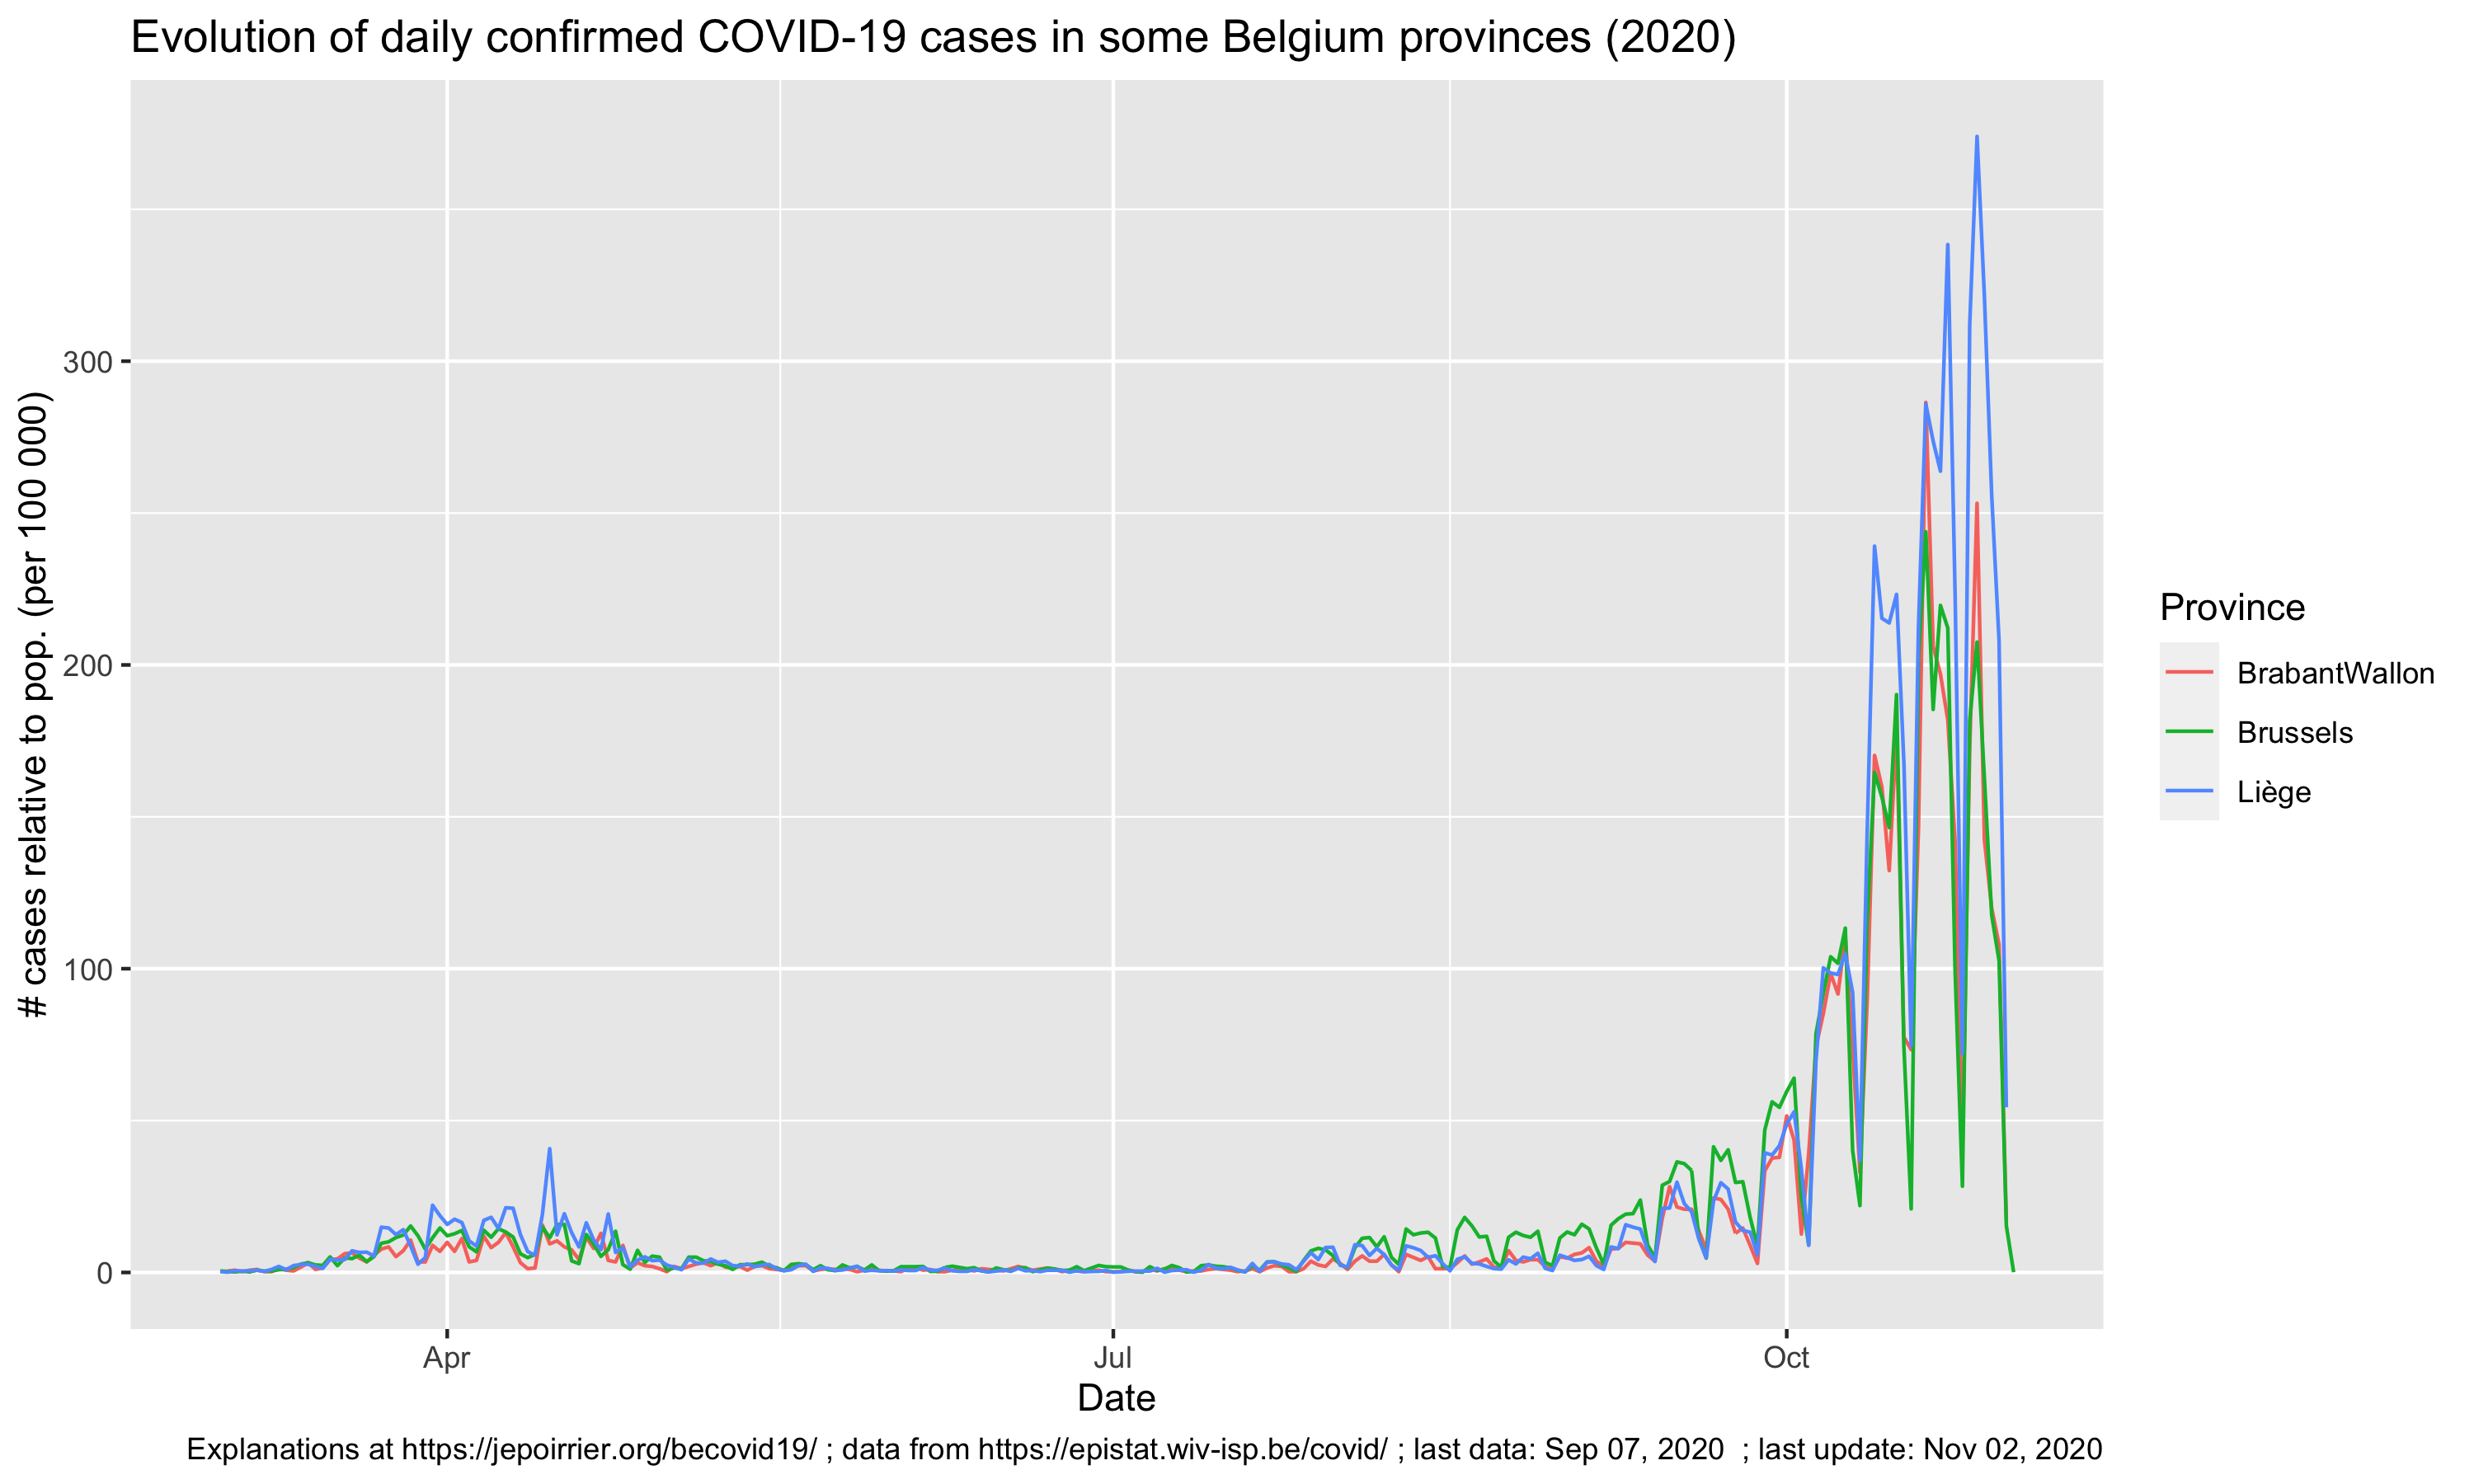 Evolution of daily confirmed COVID-19 cases in some Belgium provinces (2020)
# cases relative to pop. (per 100 000)
300
200
100
0
Apr
Jul
Oct
Date
Province
BrabantWallon
Brussels
Liège
Explanations at https://jepoirrier.org/becovid19/ ; data from https://epistat.wiv-isp.be/covid/ ; last data: Sep 07, 2020  ; last update: Nov 02, 2020